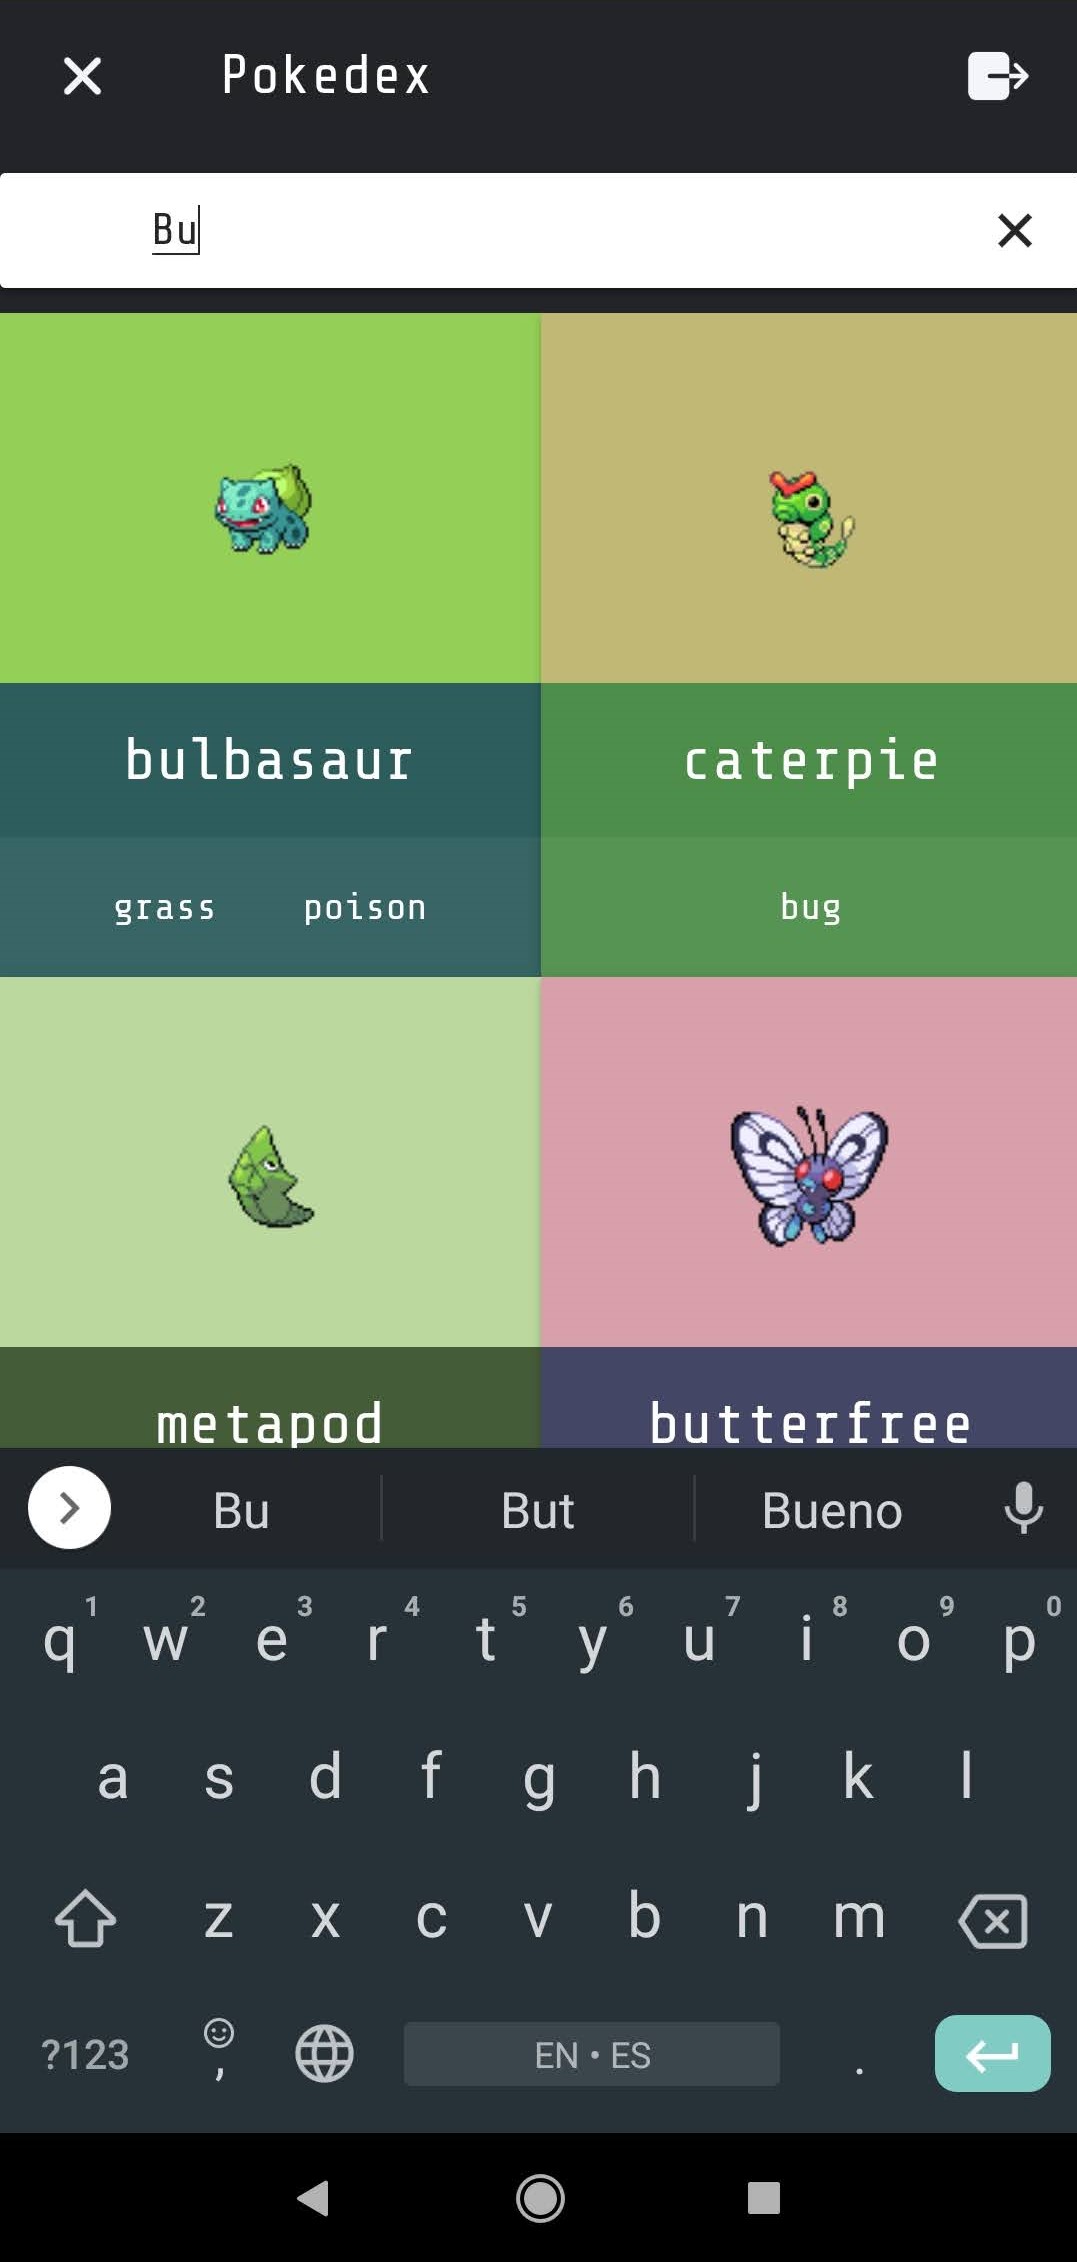 Pokedex
Bu
bulbasaur caterpie
grass poison bug
metapod butterfree
Bu But Bueno
1 2 3 4 5 6 7 8 9 0
q w e r t y u i o p
a s d f g h j k l
z x c v b n m
?123 , EN • ES .